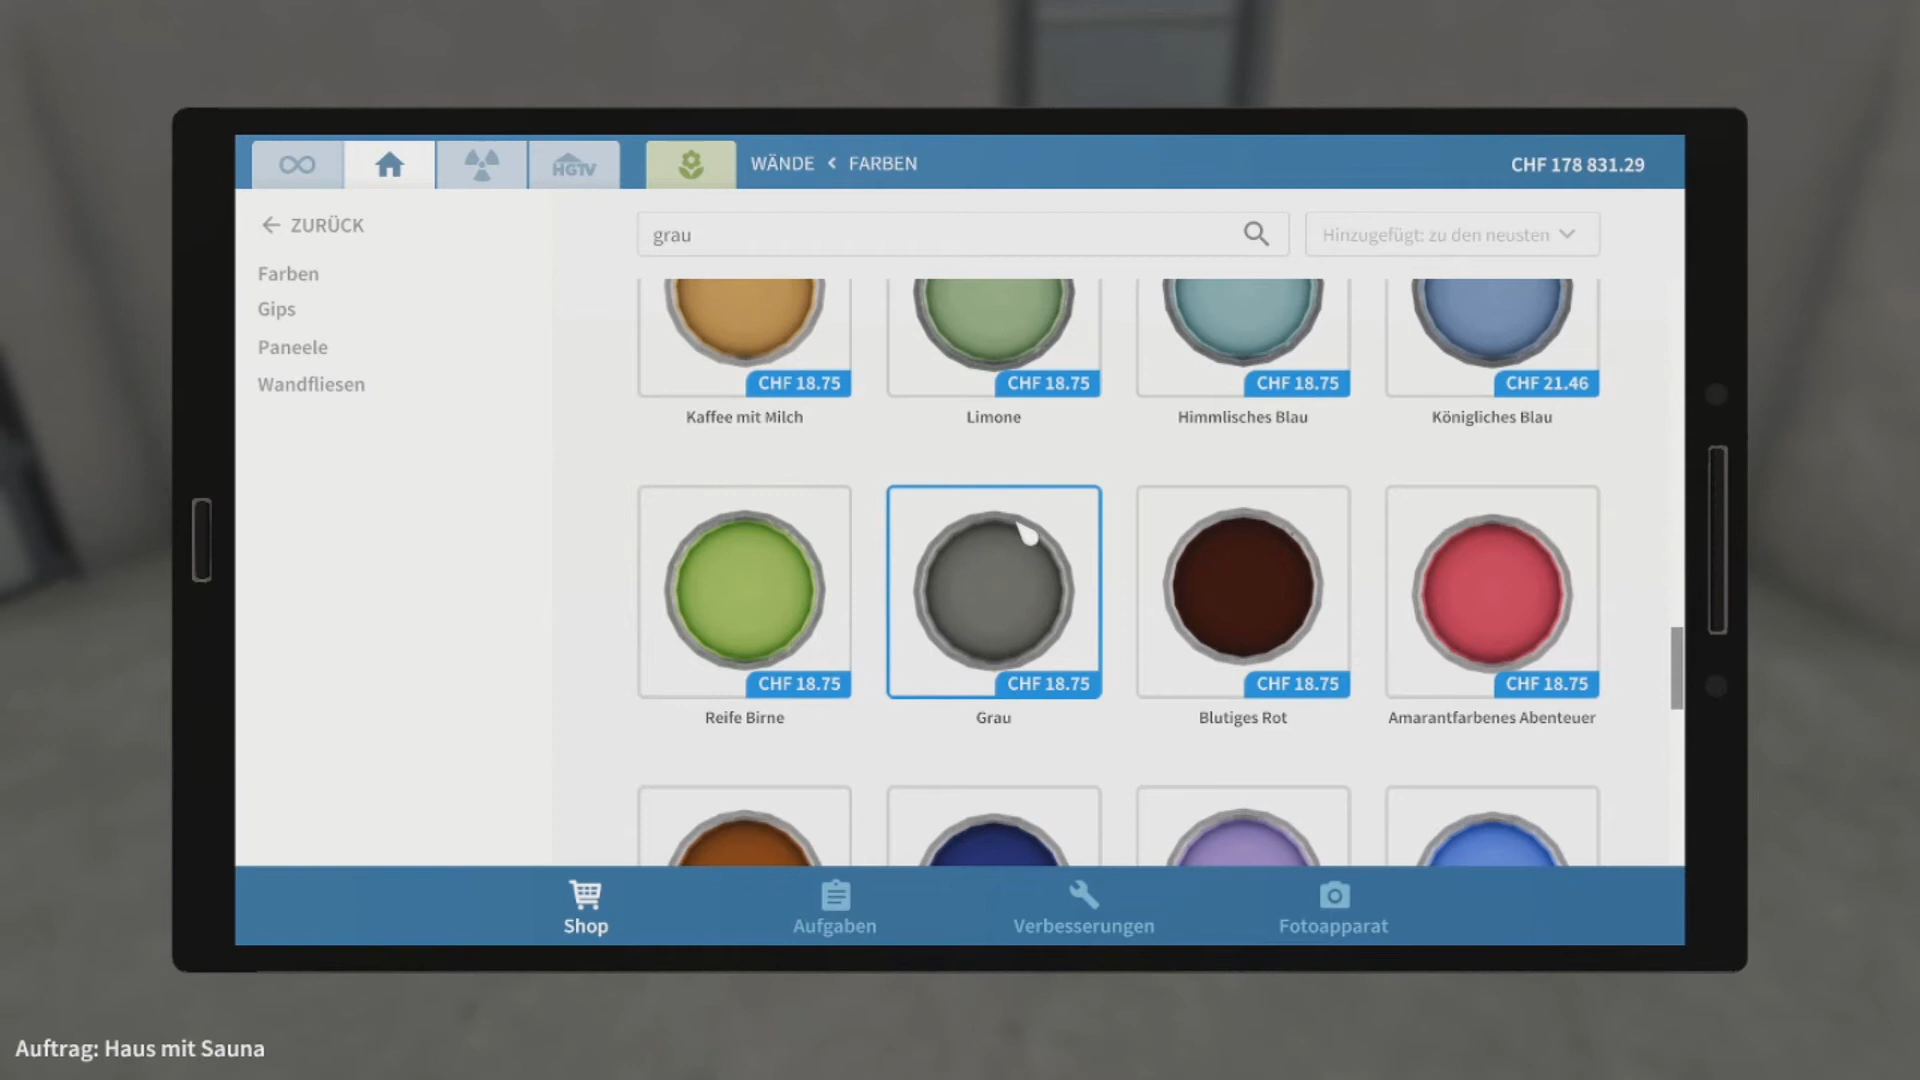 HGTV
WÄNDE < FARBEN
CHF 178 831.29
ZURÜCK
grau
Hinzugefügt: zu den neusten
Farben
Gips
Paneele
Wandfliesen
CHF 18.75
CHF 18.75
CHF 18.75
CHF 21.46
Kaffee mit Milch
Limone
Himmlisches Blau
Königliches Blau
CHF 18.75
CHF 18.75
CHF 18.75
CHF 18.75
Reife Birne
Grau
Blutiges Rot
Amarantfarbenes Abenteuer
Shop
Aufgaben
Verbesserungen
Fotoapparat
Auftrag: Haus mit Sauna